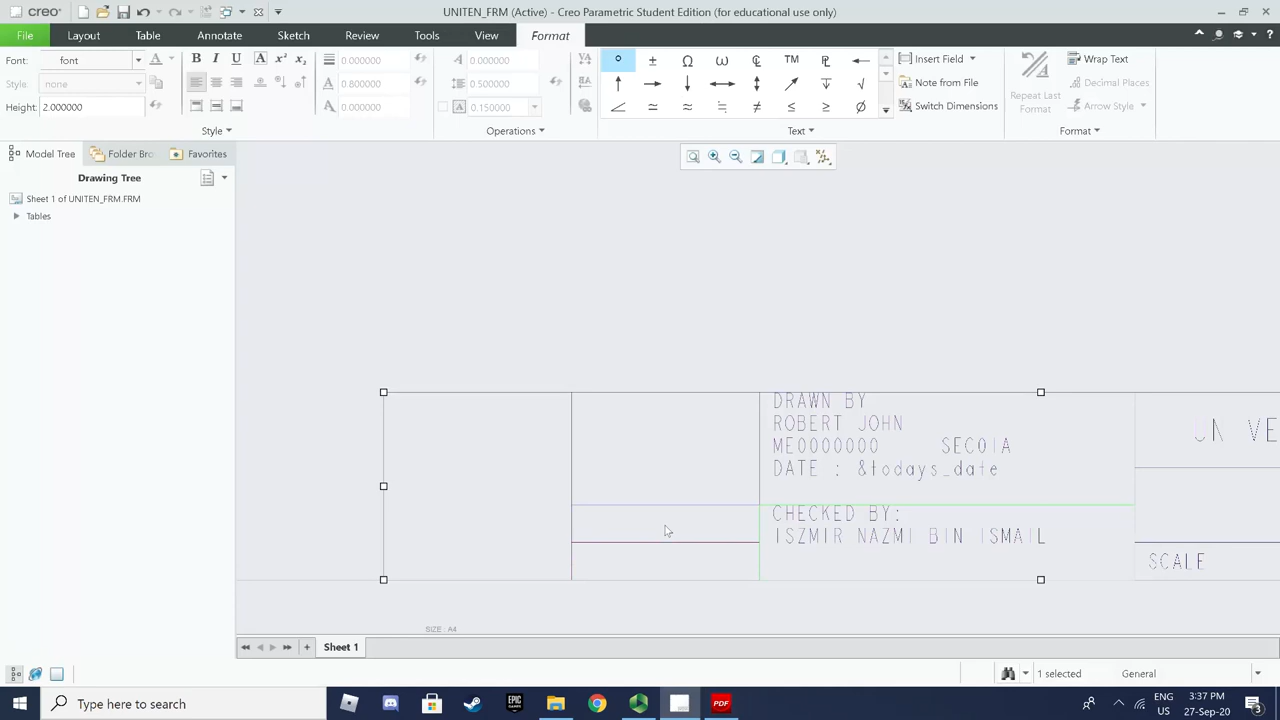 creo
UNITEN_FRM (Active) - Creo Parametric Student Edition (for educational use only)
File
Layout
Table
Annotate
Sketch
Review
Tools
View
Format
Font:
font
Style:
none
Height:
2.000000
Style
B I U A
0.000000
0.800000
0.000000
0.000000
0.500000
0.150000
Operations
° ± Ω ω ℄ ™ ←
Text
Insert Field
Note from File
Switch Dimensions
Repeat Last
Format
Wrap Text
Decimal Places
Arrow Style
Format
Model Tree
Folder Bro
Favorites
Drawing Tree
Sheet 1 of UNITEN_FRM.FRM
Tables
DRAWN BY
ROBERT JOHN
ME0000000 SEC01A
DATE : &todays_date
CHECKED BY:
ISZMIR NAZMI BIN ISMAIL
SCALE
SIZE : A4
Sheet 1
1 selected
General
Type here to search
EPIC
GAMES
PDF
ENG
US
3:37 PM
27-Sep-20